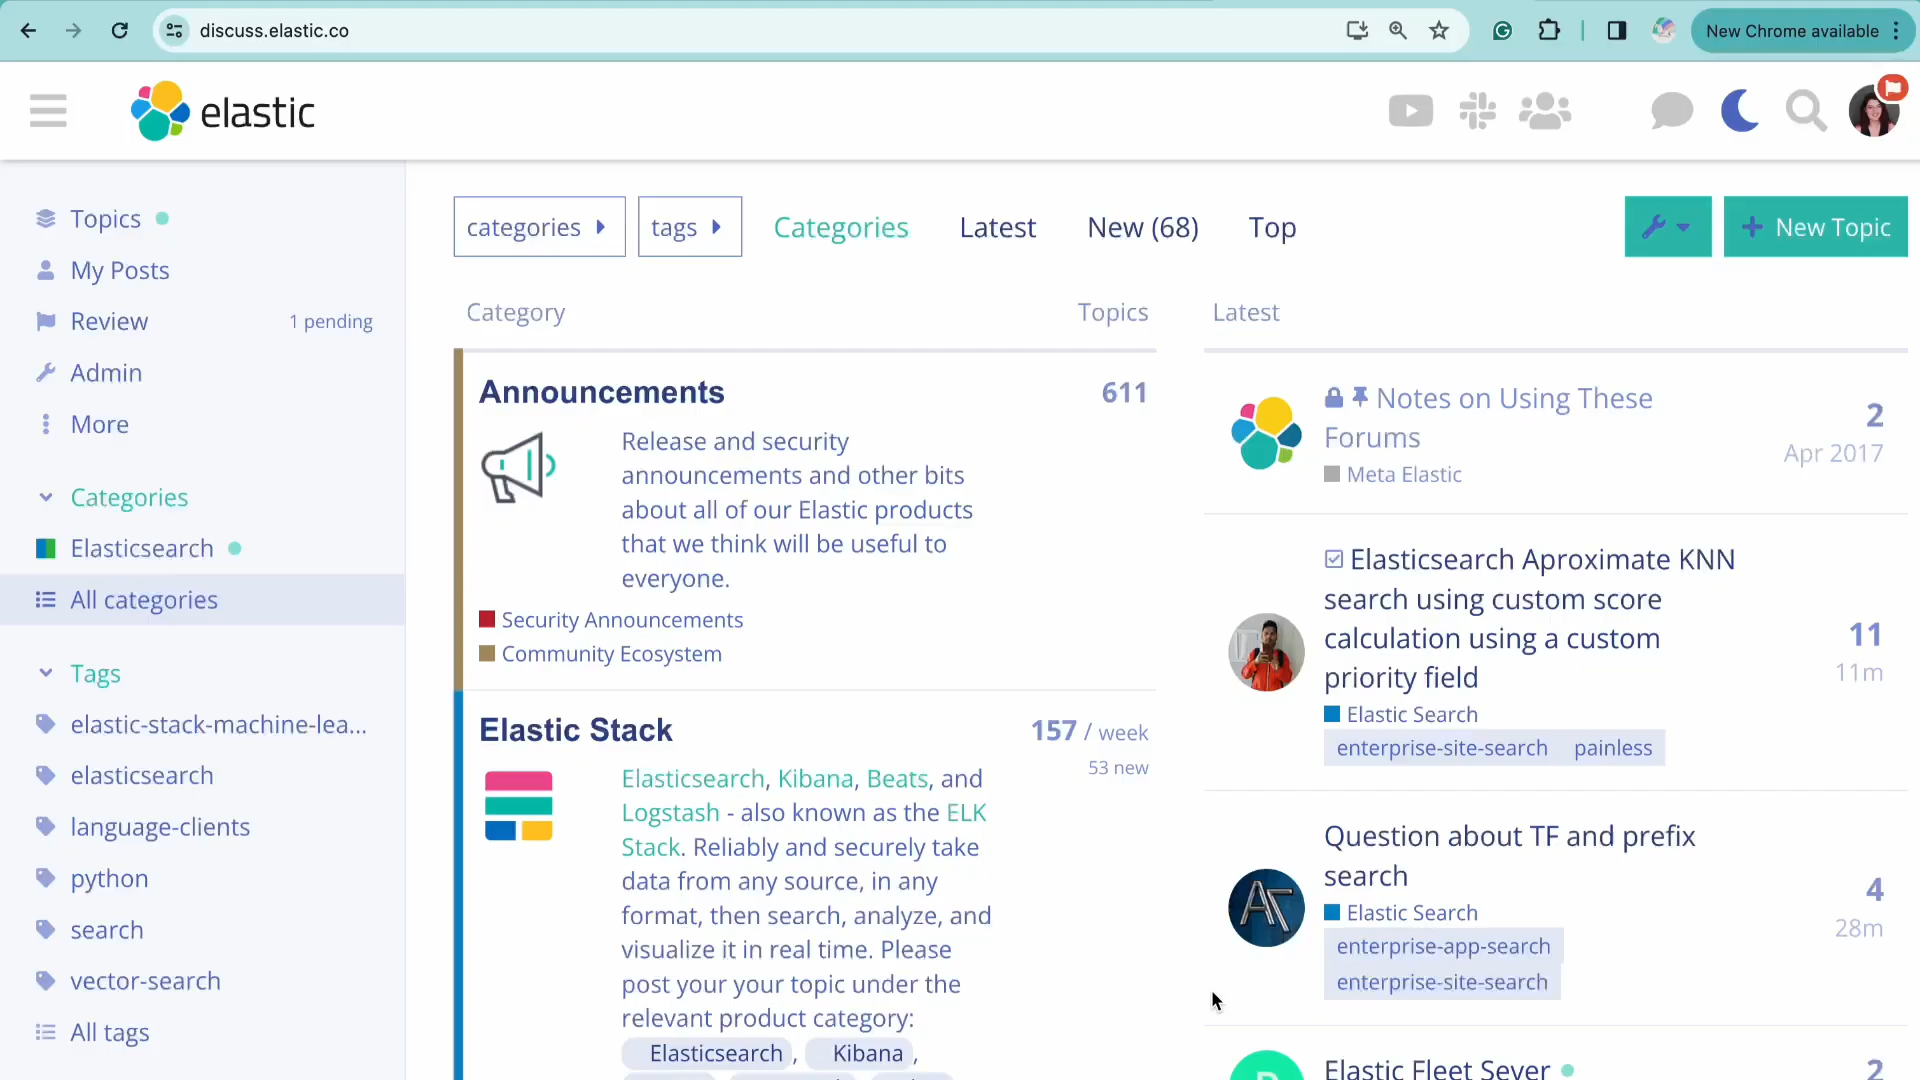 discuss.elastic.co
New Chrome available
elastic
Topics
My Posts
Review 1 pending
Admin
More
Categories
Elasticsearch
All categories
Tags
elastic-stack-machine-lea...
elasticsearch
language-clients
python
search
vector-search
All tags
categories tags Categories Latest New (68) Top
New Topic
Category Topics
Announcements 611
Release and security
announcements and other bits
about all of our Elastic products
that we think will be useful to
everyone.
Security Announcements
Community Ecosystem
Elastic Stack 157 / week
53 new
Elasticsearch, Kibana, Beats, and
Logstash - also known as the ELK
Stack. Reliably and securely take
data from any source, in any
format, then search, analyze, and
visualize it in real time. Please
post your your topic under the
relevant product category:
Elasticsearch , Kibana ,
Latest
Notes on Using These
Forums
Meta Elastic
2
Apr 2017
Elasticsearch Aproximate KNN
search using custom score
calculation using a custom
priority field
Elastic Search
enterprise-site-search painless
11
11m
Question about TF and prefix
search
Elastic Search
enterprise-app-search
enterprise-site-search
4
28m
Elastic Fleet Sever
2